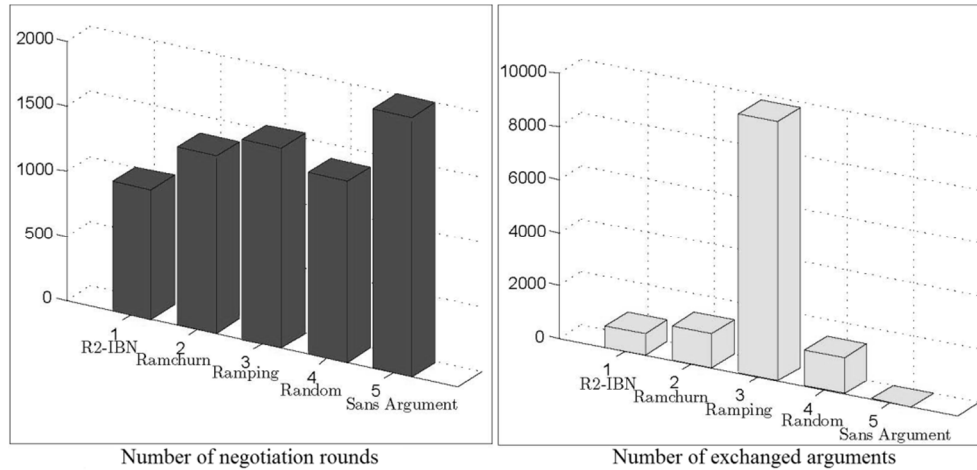 2000
1500
1000
500
0
1
R2-IBN
2
Ramchurn
3
Ramping
4
Random
5
Sans Argument
Number of negotiation rounds
10000
8000
6000
4000
2000
0
1
R2-IBN
2
Ramchurn
3
Ramping
4
Random
5
Sans Argument
Number of exchanged arguments